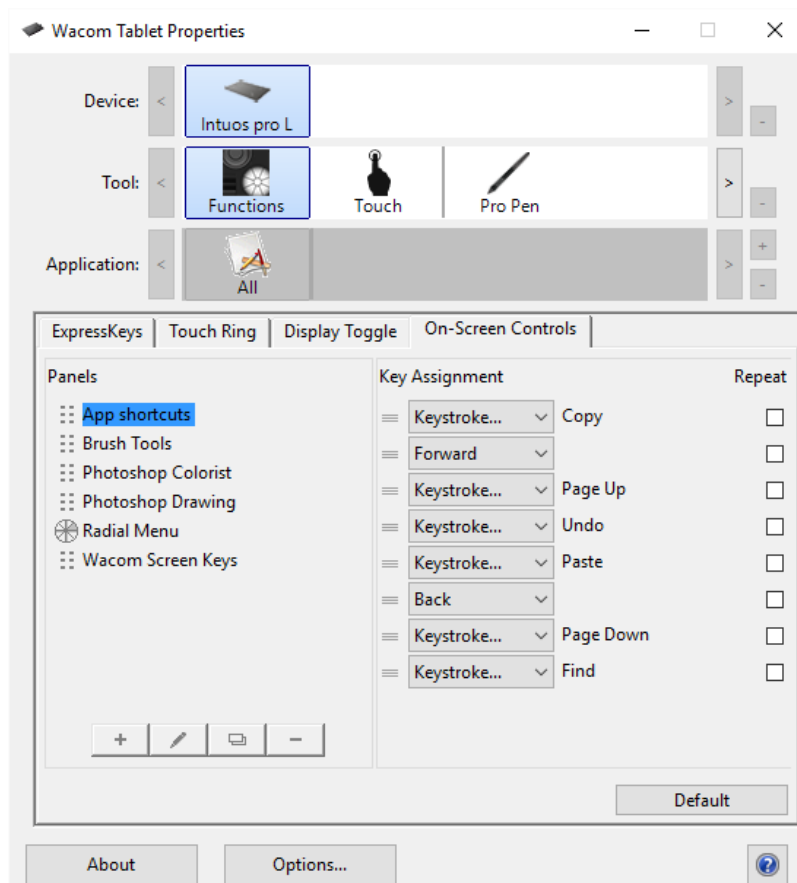 Wacom Tablet Properties
Device:
<
Intuos pro L
>
-
Tool:
<
Functions
Touch
Pro Pen
>
-
Application:
<
All
>
+
-
ExpressKeys
Touch Ring
Display Toggle
On-Screen Controls
Panels
App shortcuts
Brush Tools
Photoshop Colorist
Photoshop Drawing
Radial Menu
Wacom Screen Keys
+
-
Key Assignment Repeat
Keystroke... Copy
Forward
Keystroke... Page Up
Keystroke... Undo
Keystroke... Paste
Back
Keystroke... Page Down
Keystroke... Find
Default
About
Options...
?